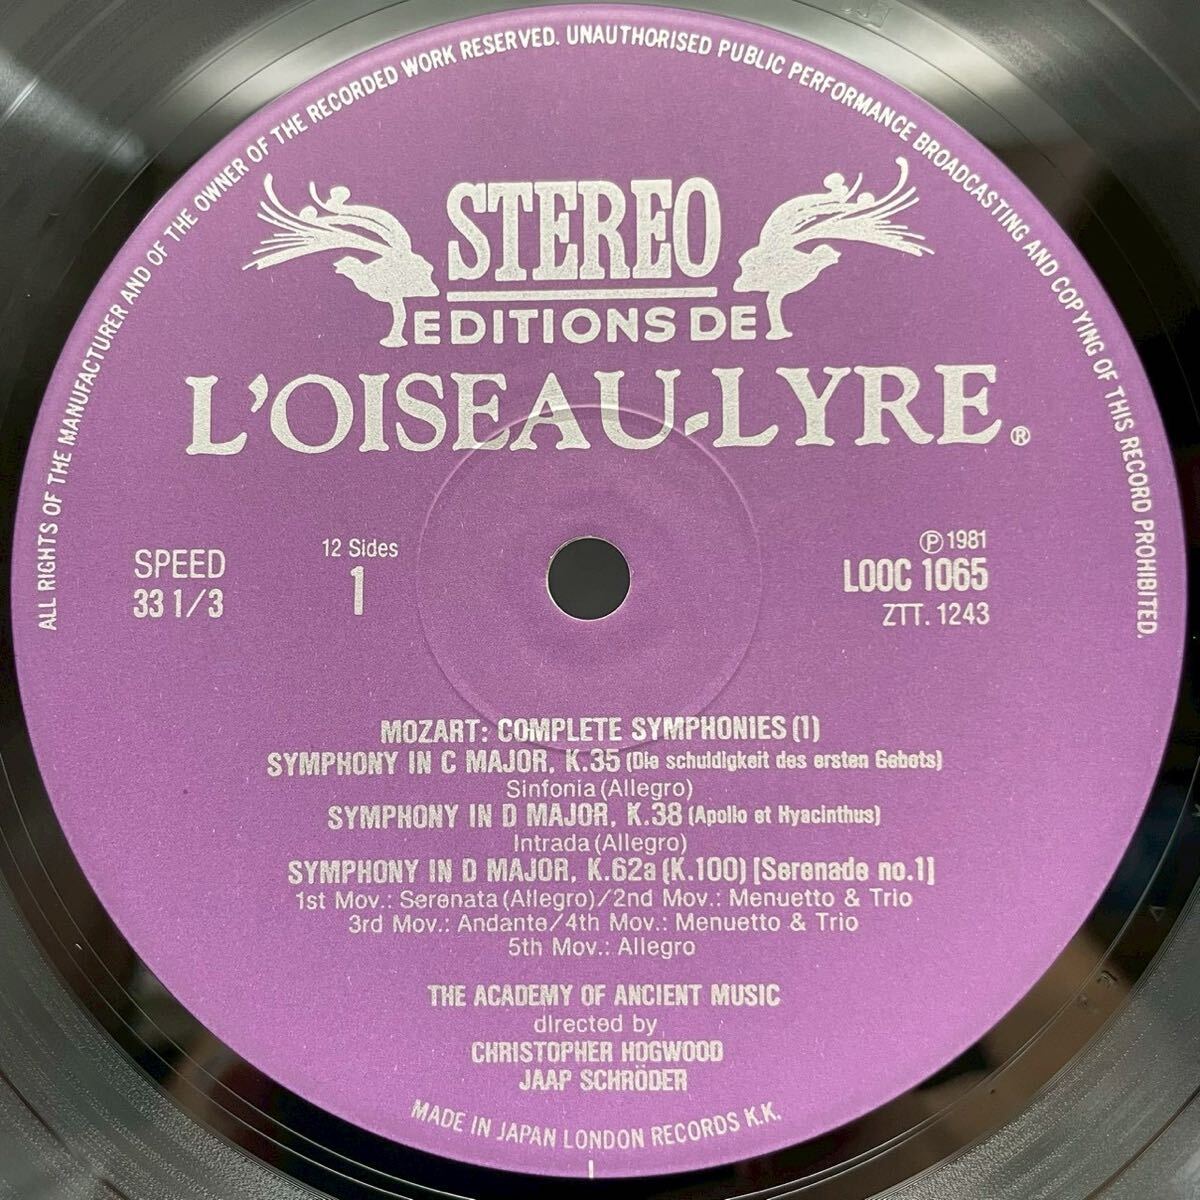 ALL RIGHTS OF THE MANUFACTURER AND OF THE OWNER OF THE RECORDED WORK RESERVED. UNAUTHORISED PUBLIC PERFORMANCE BROADCASTING AND COPYING OF THIS RECORD PROHIBITED.
STEREO
EDITIONS DE
L'OISEAU-LYRE®
SPEED
33 1/3
12 Sides
1
Ⓟ 1981
LOOC 1065
ZTT. 1243
MOZART: COMPLETE SYMPHONIES (1)
SYMPHONY IN C MAJOR, K.35 (Die schuldigkeit des ersten Gebots)
Sinfonia (Allegro)
SYMPHONY IN D MAJOR, K.38 (Apollo et Hyacinthus)
Intrada (Allegro)
SYMPHONY IN D MAJOR, K.62a (K.100) [Serenade no.1]
1st Mov.: Serenata (Allegro)/2nd Mov.: Menuetto & Trio
3rd Mov.: Andante/4th Mov.: Menuetto & Trio
5th Mov.: Allegro
THE ACADEMY OF ANCIENT MUSIC
directed by
CHRISTOPHER HOGWOOD
JAAP SCHRÖDER
MADE IN JAPAN LONDON RECORDS K.K.